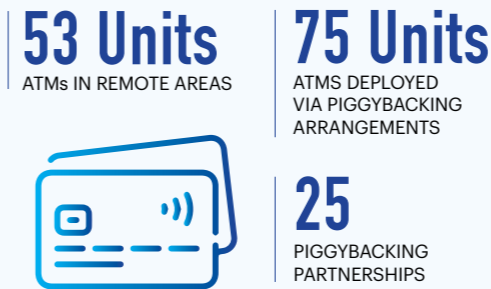 53 Units
ATMs IN REMOTE AREAS
75 Units
ATMS DEPLOYED
VIA PIGGYBACKING
ARRANGEMENTS
25
PIGGYBACKING
PARTNERSHIPS